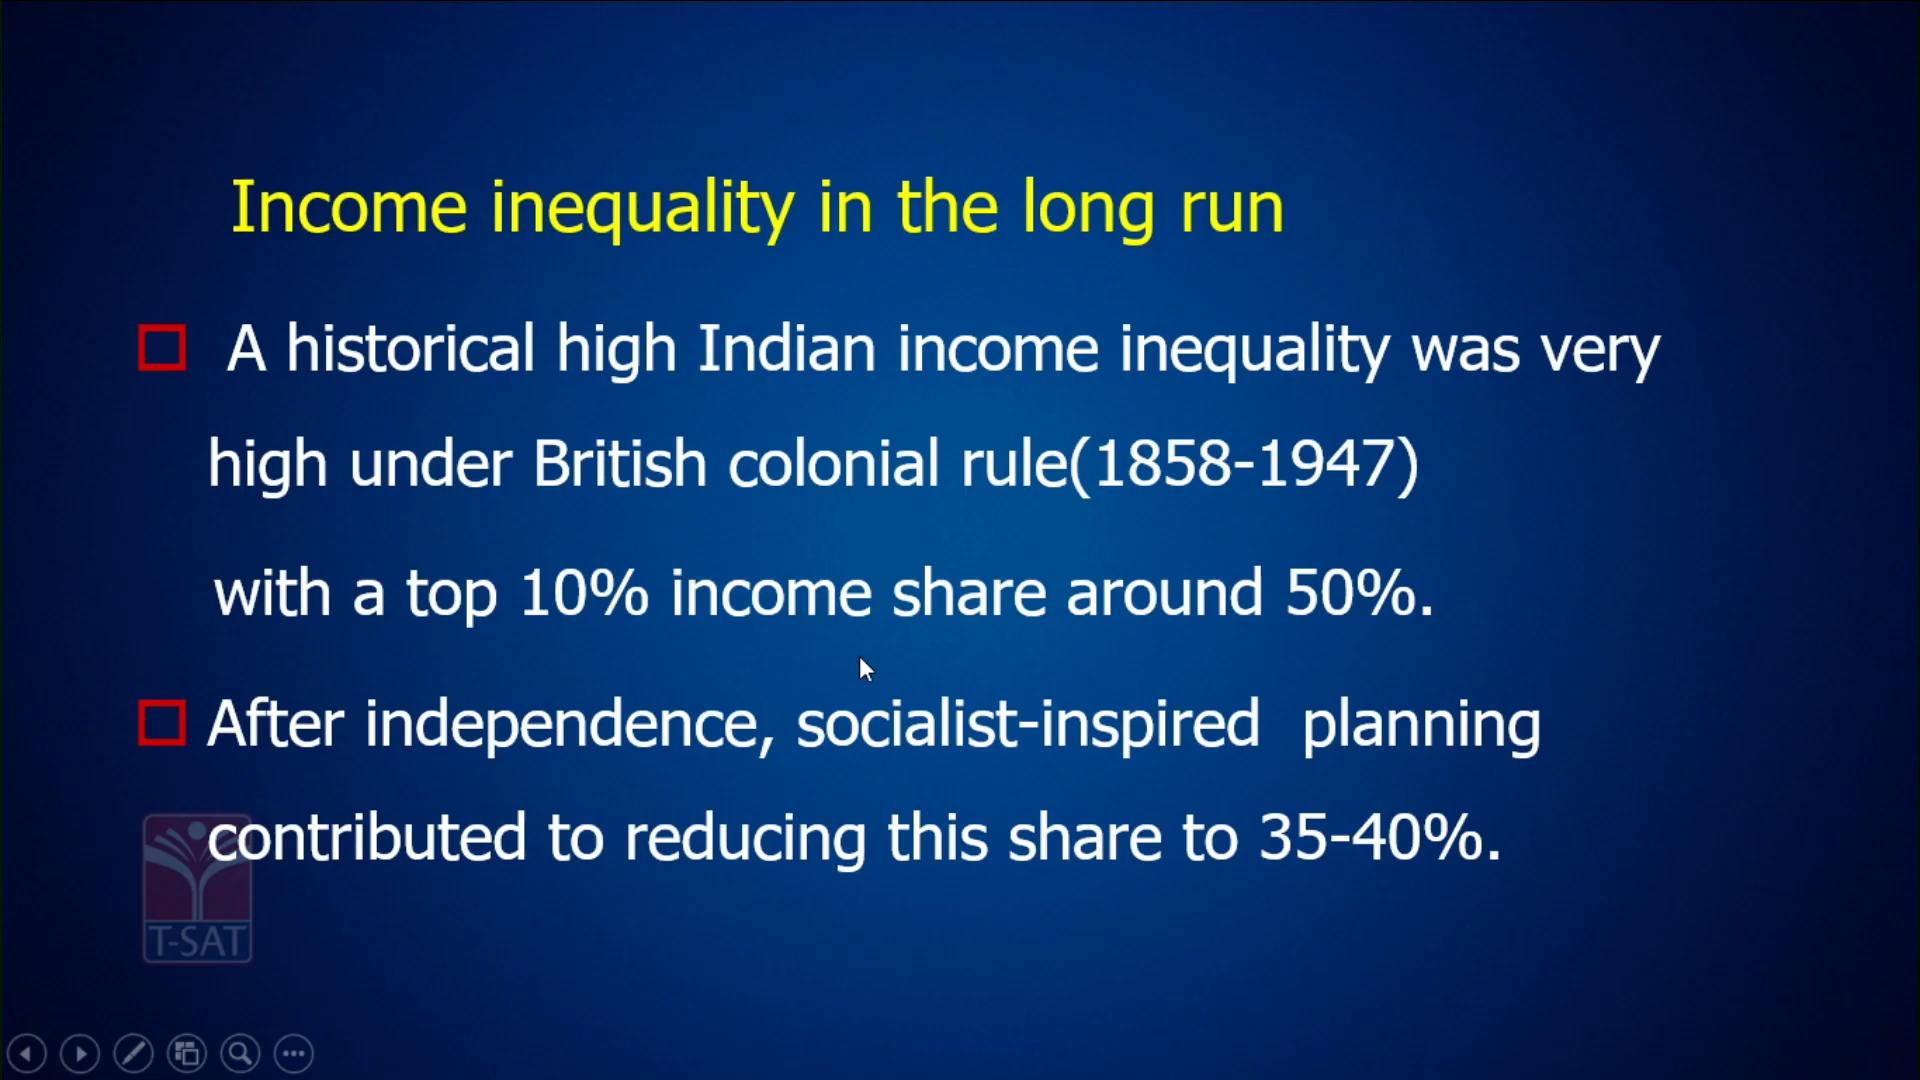 Income inequality in the long run
A historical high Indian income inequality was very
high under British colonial rule(1858-1947)
with a top 10% income share around 50%.
After independence, socialist-inspired planning
contributed to reducing this share to 35-40%.
T-SAT